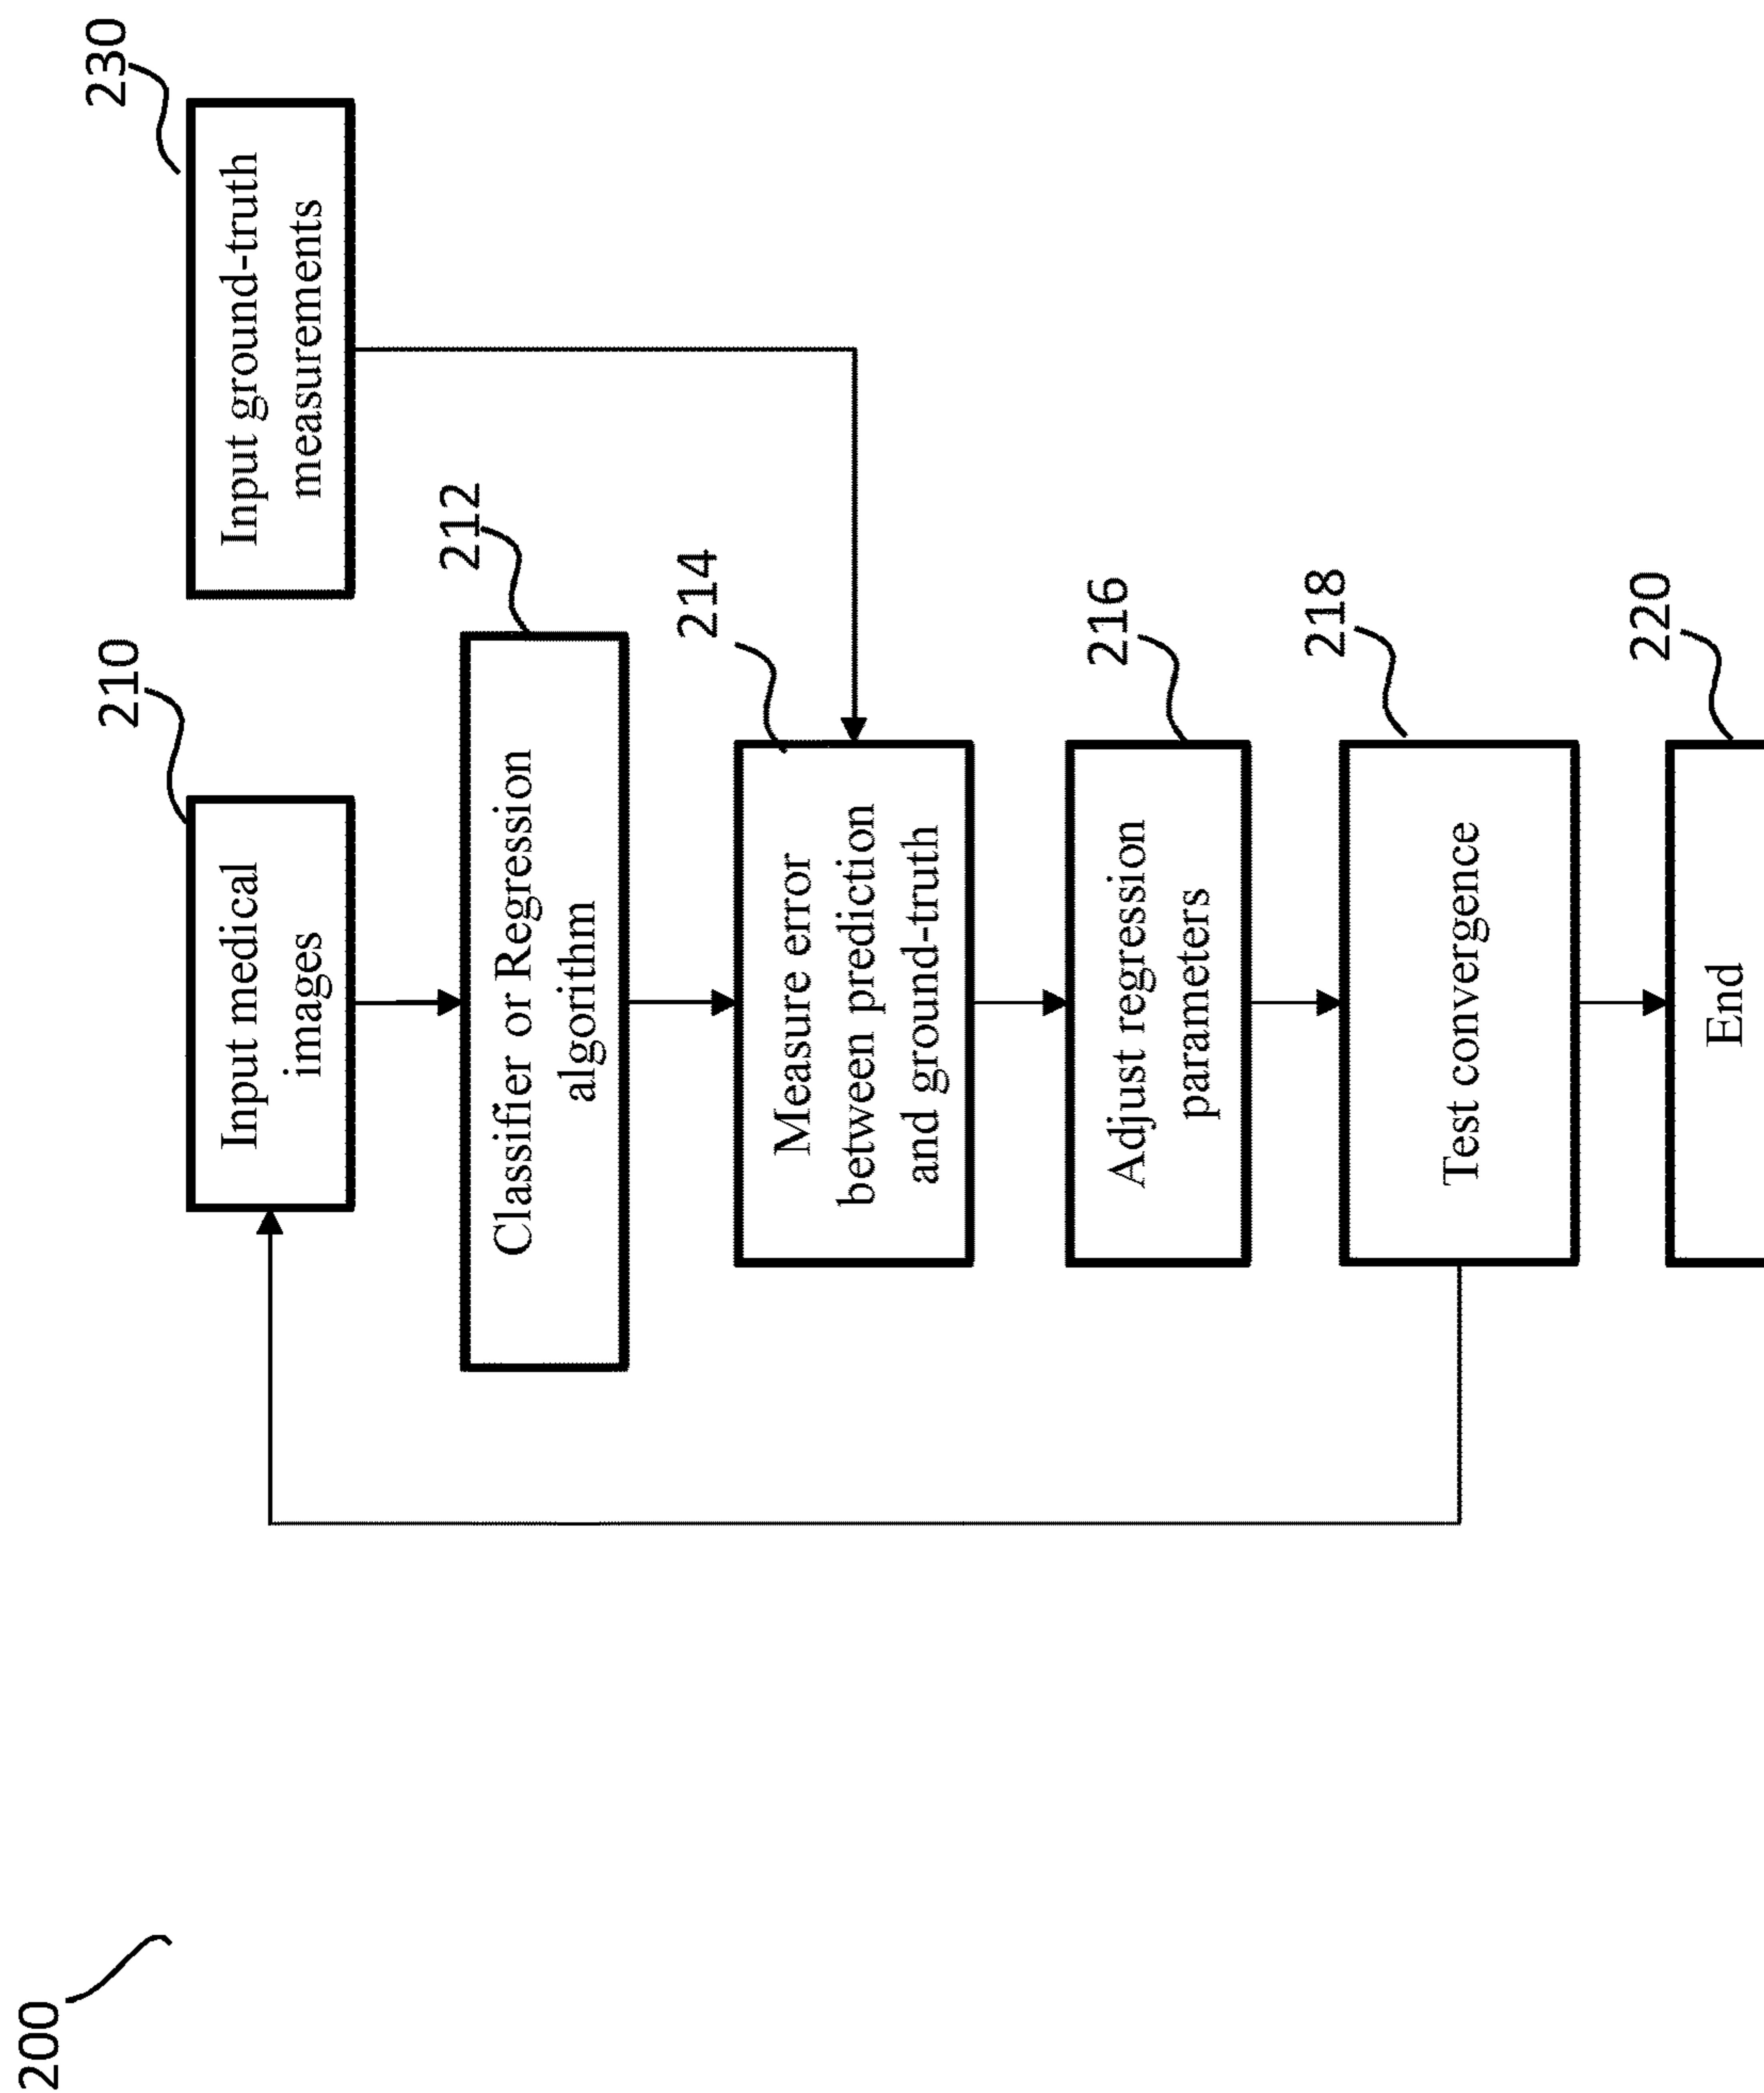 200
210
Input medical
images
230
Input ground-truth
measurements
212
Classifier or Regression
algorithm
214
Measure error
between prediction
and ground-truth
216
Adjust regression
parameters
218
Test convergence
220
End